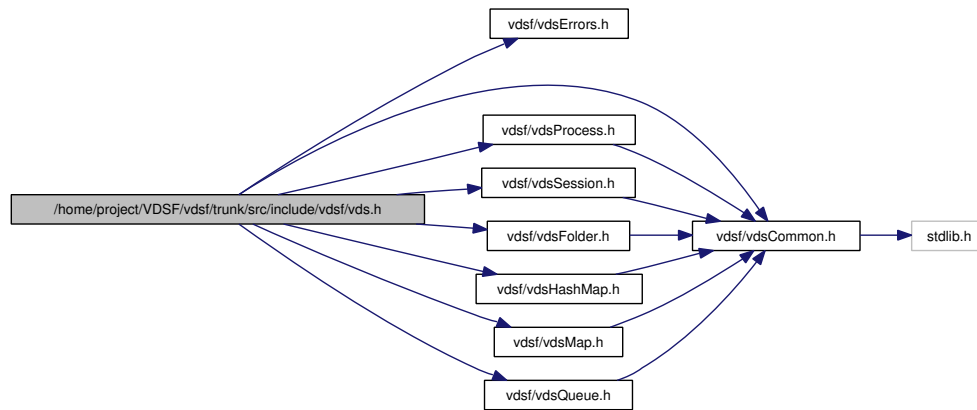 vdsf/vdsErrors.h
vdsf/vdsProcess.h
vdsf/vdsSession.h
/home/project/VDSF/vdsf/trunk/src/include/vdsf/vds.h
vdsf/vdsFolder.h
vdsf/vdsCommon.h
stdlib.h
vdsf/vdsHashMap.h
vdsf/vdsMap.h
vdsf/vdsQueue.h